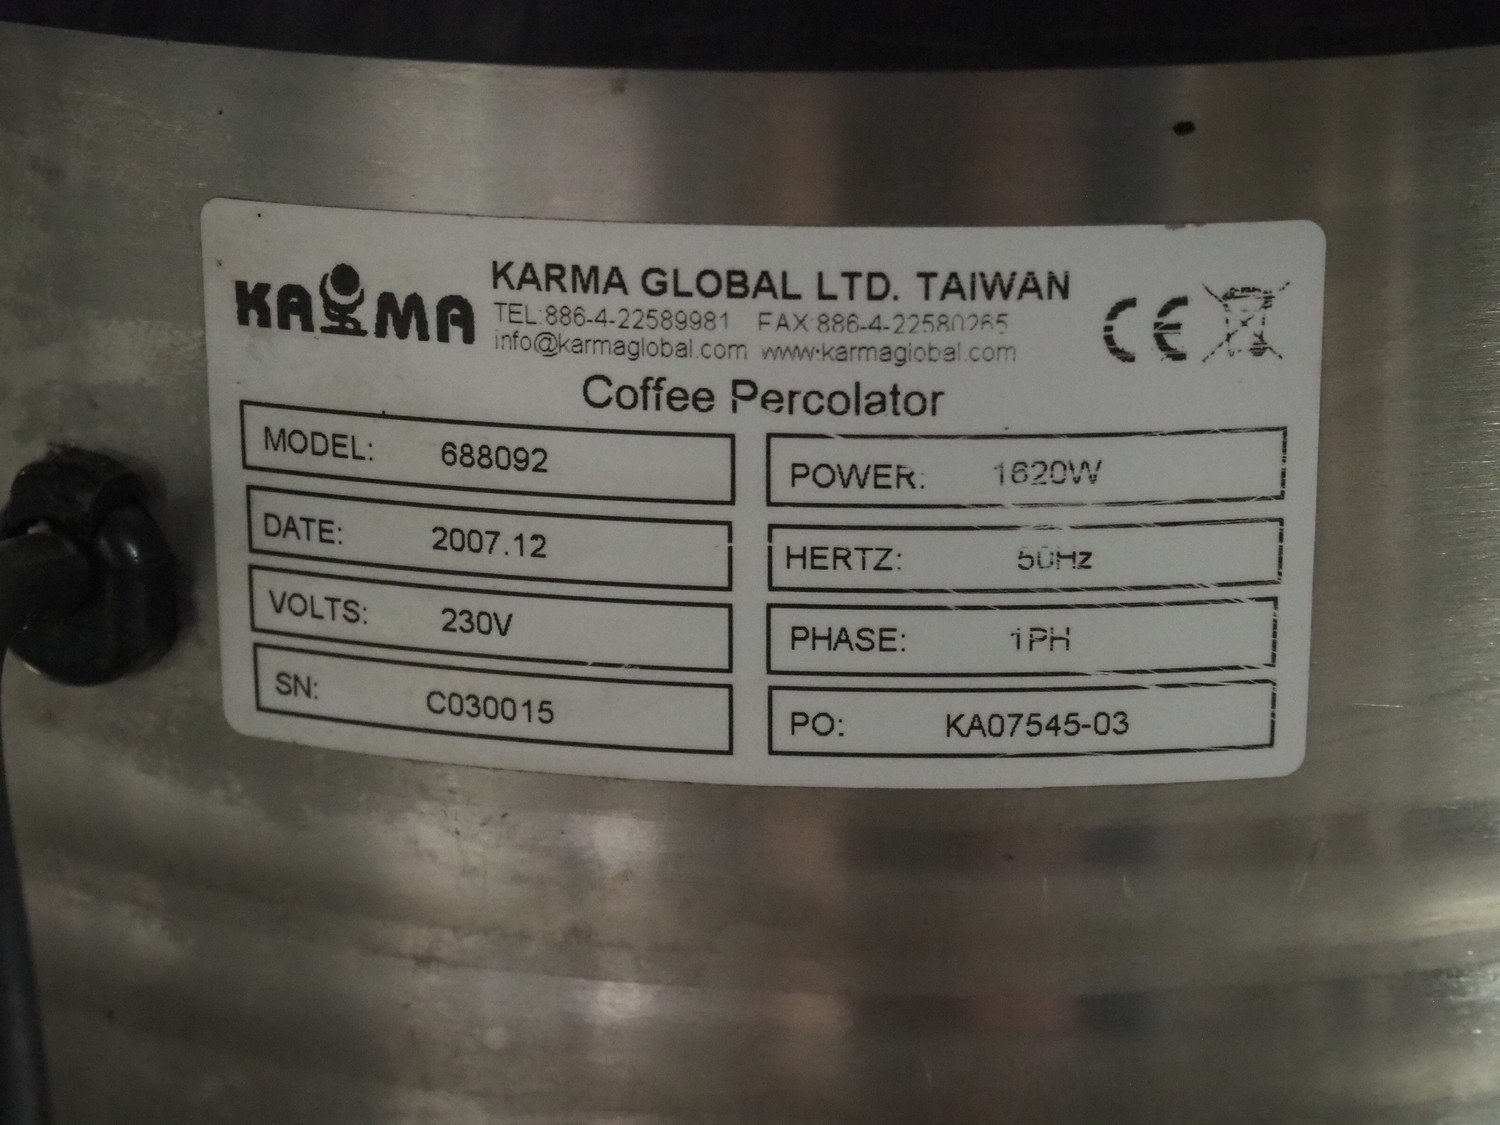 KARMA
KARMA GLOBAL LTD. TAIWAN
TEL:886-4-22589981 FAX:886-4-22580265
info@karmaglobal.com www.karmaglobal.com
CE
Coffee Percolator
MODEL: 688092
POWER: 1620W
DATE: 2007.12
HERTZ: 50Hz
VOLTS: 230V
PHASE: 1PH
SN: C030015
PO: KA07545-03